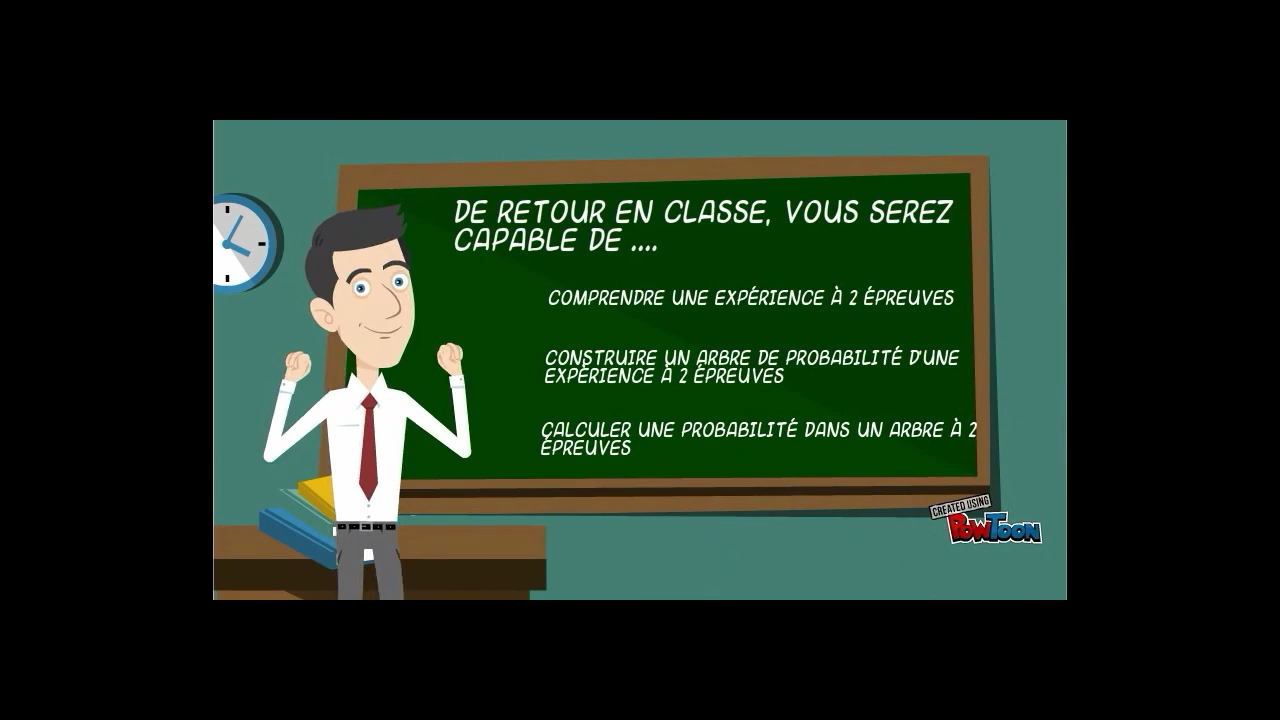 DE RETOUR EN CLASSE, VOUS SEREZ
CAPABLE DE ....
COMPRENDRE UNE EXPÉRIENCE À 2 ÉPREUVES
CONSTRUIRE UN ARBRE DE PROBABILITÉ D'UNE
EXPÉRIENCE À 2 ÉPREUVES
CALCULER UNE PROBABILITÉ DANS UN ARBRE À 2
ÉPREUVES
CREATED USING
POWTOON